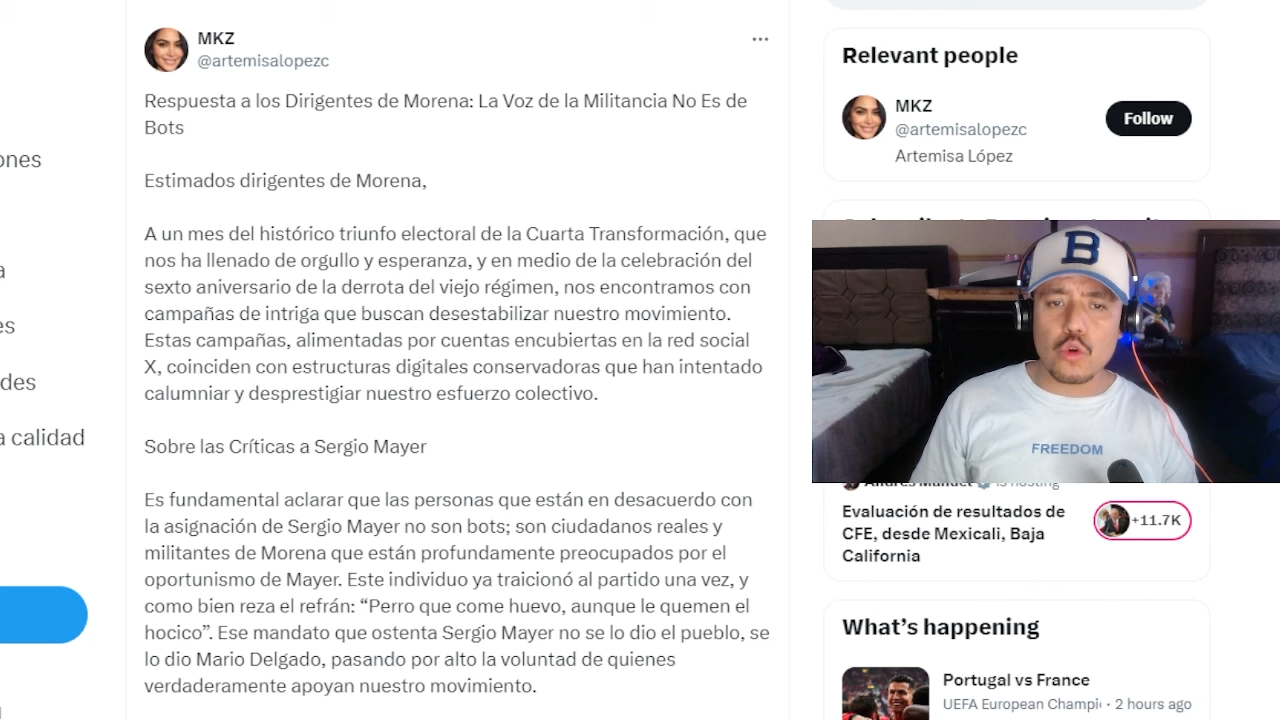 MKZ
@artemisalopezc
Respuesta a los Dirigentes de Morena: La Voz de la Militancia No Es de
Bots
Estimados dirigentes de Morena,
A un mes del histórico triunfo electoral de la Cuarta Transformación, que
nos ha llenado de orgullo y esperanza, y en medio de la celebración del
sexto aniversario de la derrota del viejo régimen, nos encontramos con
campañas de intriga que buscan desestabilizar nuestro movimiento.
Estas campañas, alimentadas por cuentas encubiertas en la red social
X, coinciden con estructuras digitales conservadoras que han intentado
calumniar y desprestigiar nuestro esfuerzo colectivo.
Sobre las Críticas a Sergio Mayer
Es fundamental aclarar que las personas que están en desacuerdo con
la asignación de Sergio Mayer no son bots; son ciudadanos reales y
militantes de Morena que están profundamente preocupados por el
oportunismo de Mayer. Este individuo ya traicionó al partido una vez, y
como bien reza el refrán: “Perro que come huevo, aunque le quemen el
hocico”. Ese mandato que ostenta Sergio Mayer no se lo dio el pueblo, se
lo dio Mario Delgado, pasando por alto la voluntad de quienes
verdaderamente apoyan nuestro movimiento.
ones
a
es
des
a calidad
Relevant people
MKZ
@artemisalopezc
Follow
Artemisa López
B
FREEDOM
Andrés Manuel is hosting
Evaluación de resultados de
CFE, desde Mexicali, Baja
California
+11.7K
What’s happening
Portugal vs France
UEFA European Champi · 2 hours ago